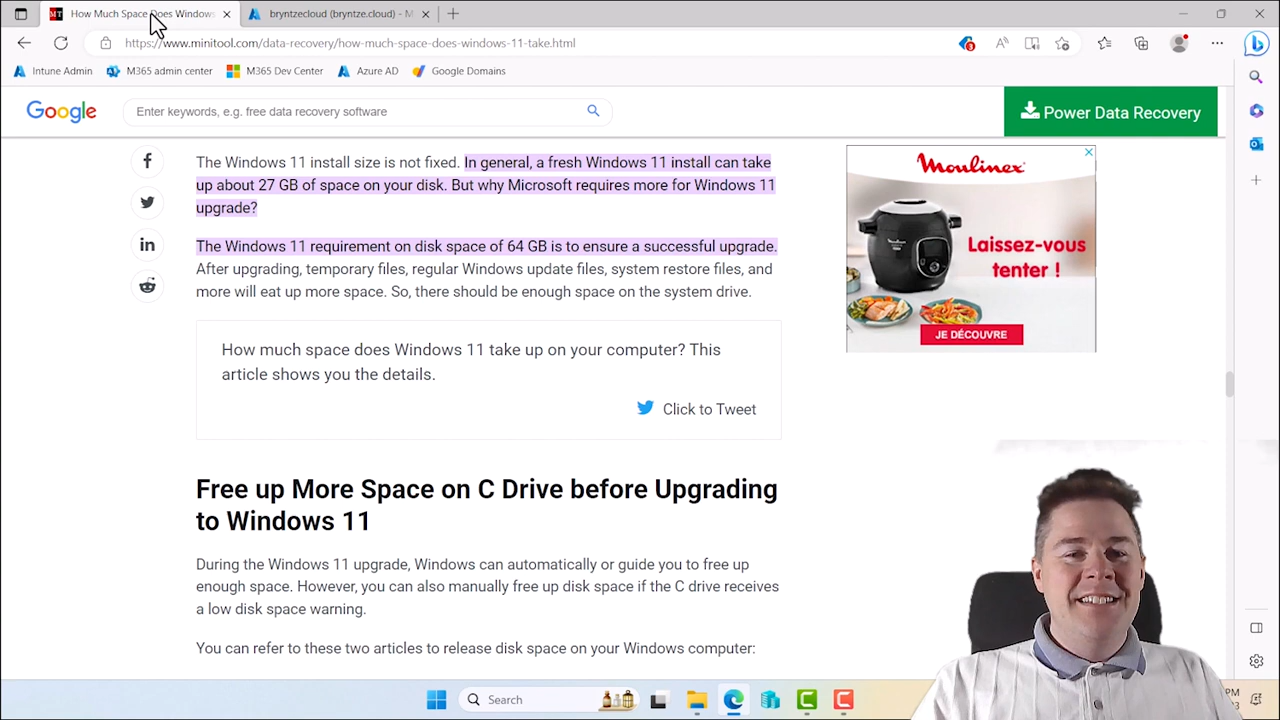 How Much Space Does Windows
bryntzecloud (bryntze.cloud) - M
https://www.minitool.com/data-recovery/how-much-space-does-windows-11-take.html
3
Intune Admin
M365 admin center
M365 Dev Center
Azure AD
Google Domains
Google
Enter keywords, e.g. free data recovery software
Power Data Recovery
The Windows 11 install size is not fixed. In general, a fresh Windows 11 install can take
up about 27 GB of space on your disk. But why Microsoft requires more for Windows 11
upgrade?
The Windows 11 requirement on disk space of 64 GB is to ensure a successful upgrade.
After upgrading, temporary files, regular Windows update files, system restore files, and
more will eat up more space. So, there should be enough space on the system drive.
Moulinex
Laissez-vous
tenter !
JE DÉCOUVRE
How much space does Windows 11 take up on your computer? This
article shows you the details.
Click to Tweet
Free up More Space on C Drive before Upgrading
to Windows 11
During the Windows 11 upgrade, Windows can automatically or guide you to free up
enough space. However, you can also manually free up disk space if the C drive receives
a low disk space warning.
You can refer to these two articles to release disk space on your Windows computer:
Search
PM